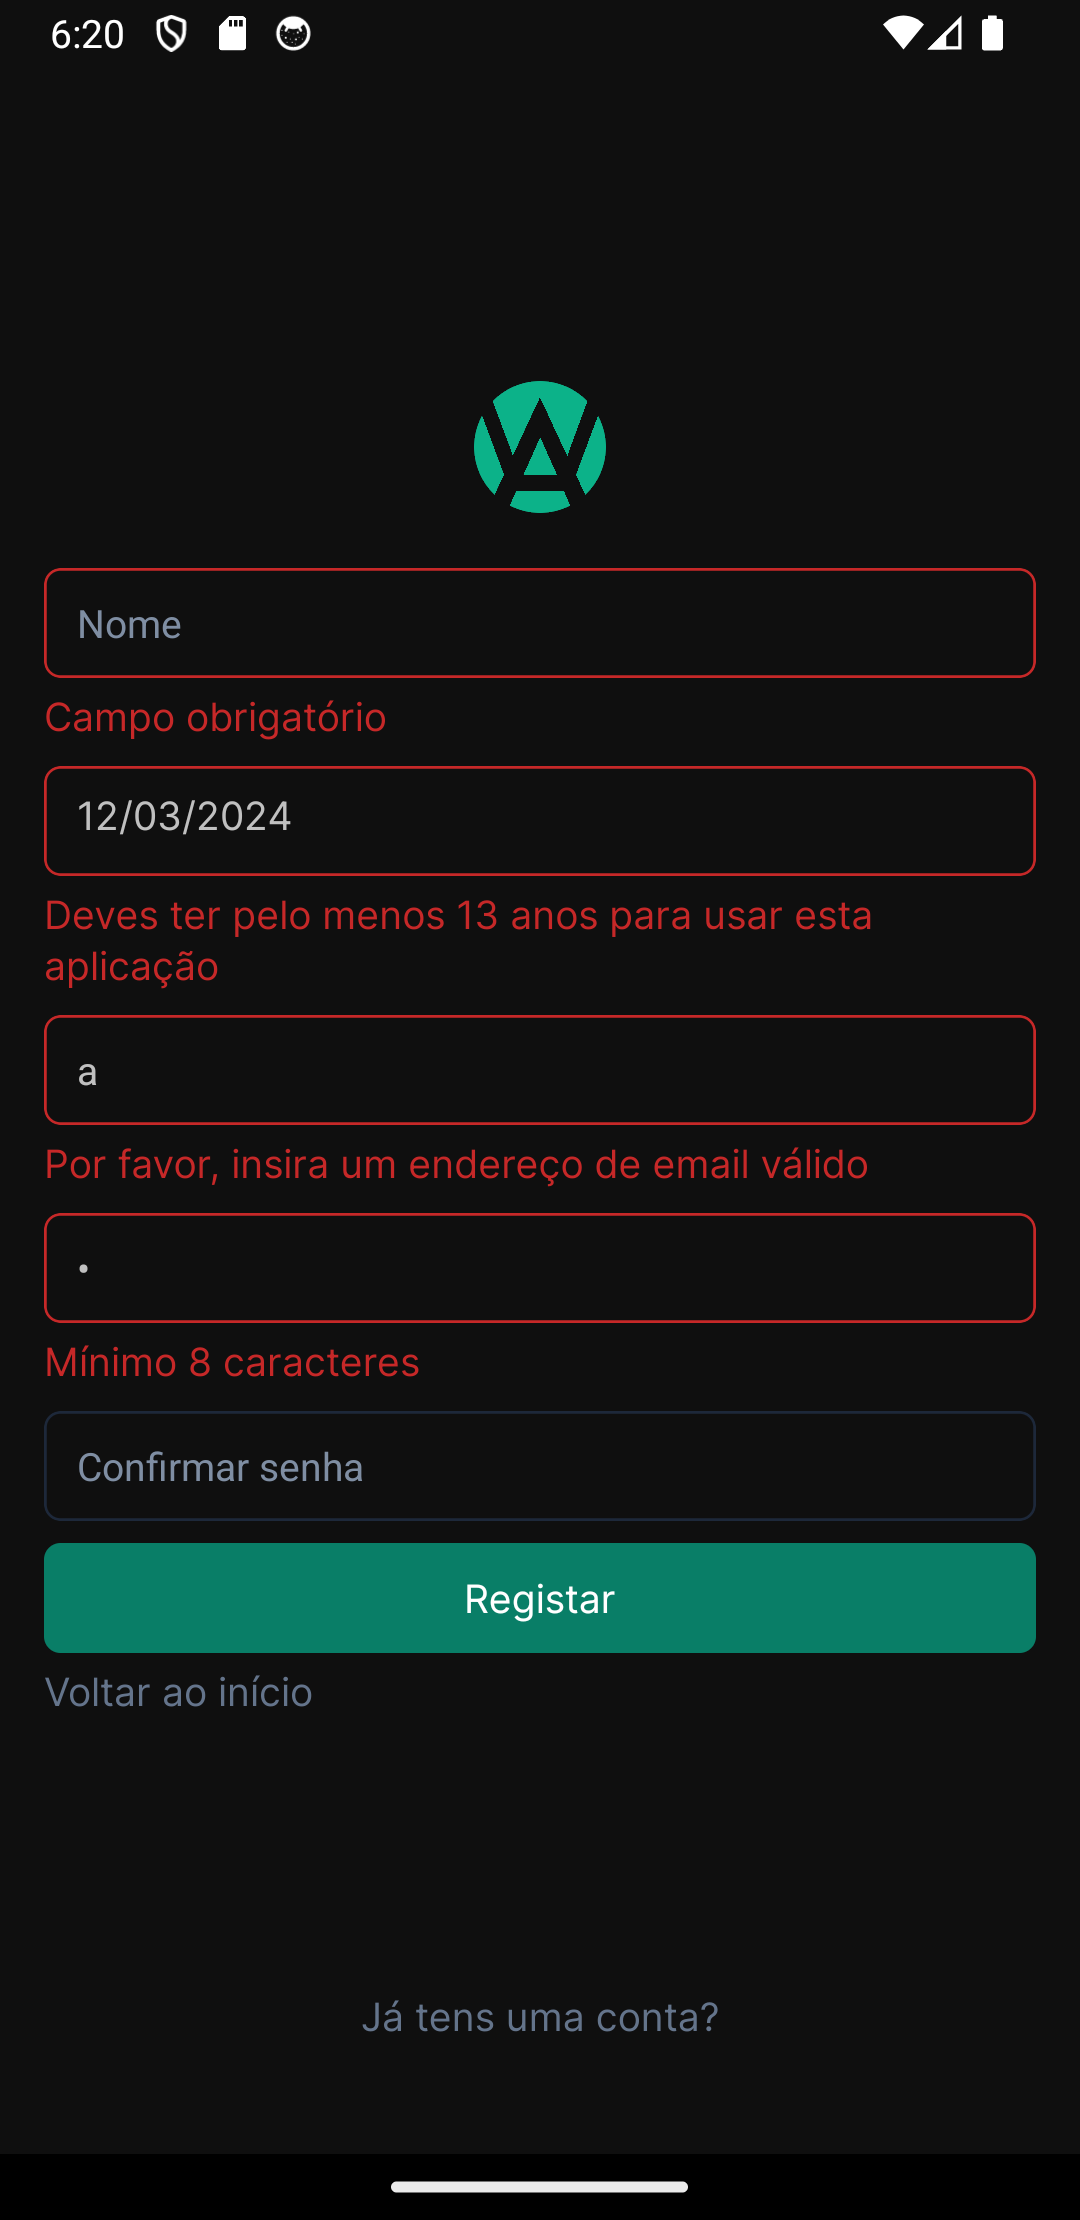 6:20
Nome
Campo obrigatório
12/03/2024
Deves ter pelo menos 13 anos para usar esta
aplicação
a
Por favor, insira um endereço de email válido
•
Mínimo 8 caracteres
Confirmar senha
Registar
Voltar ao início
Já tens uma conta?